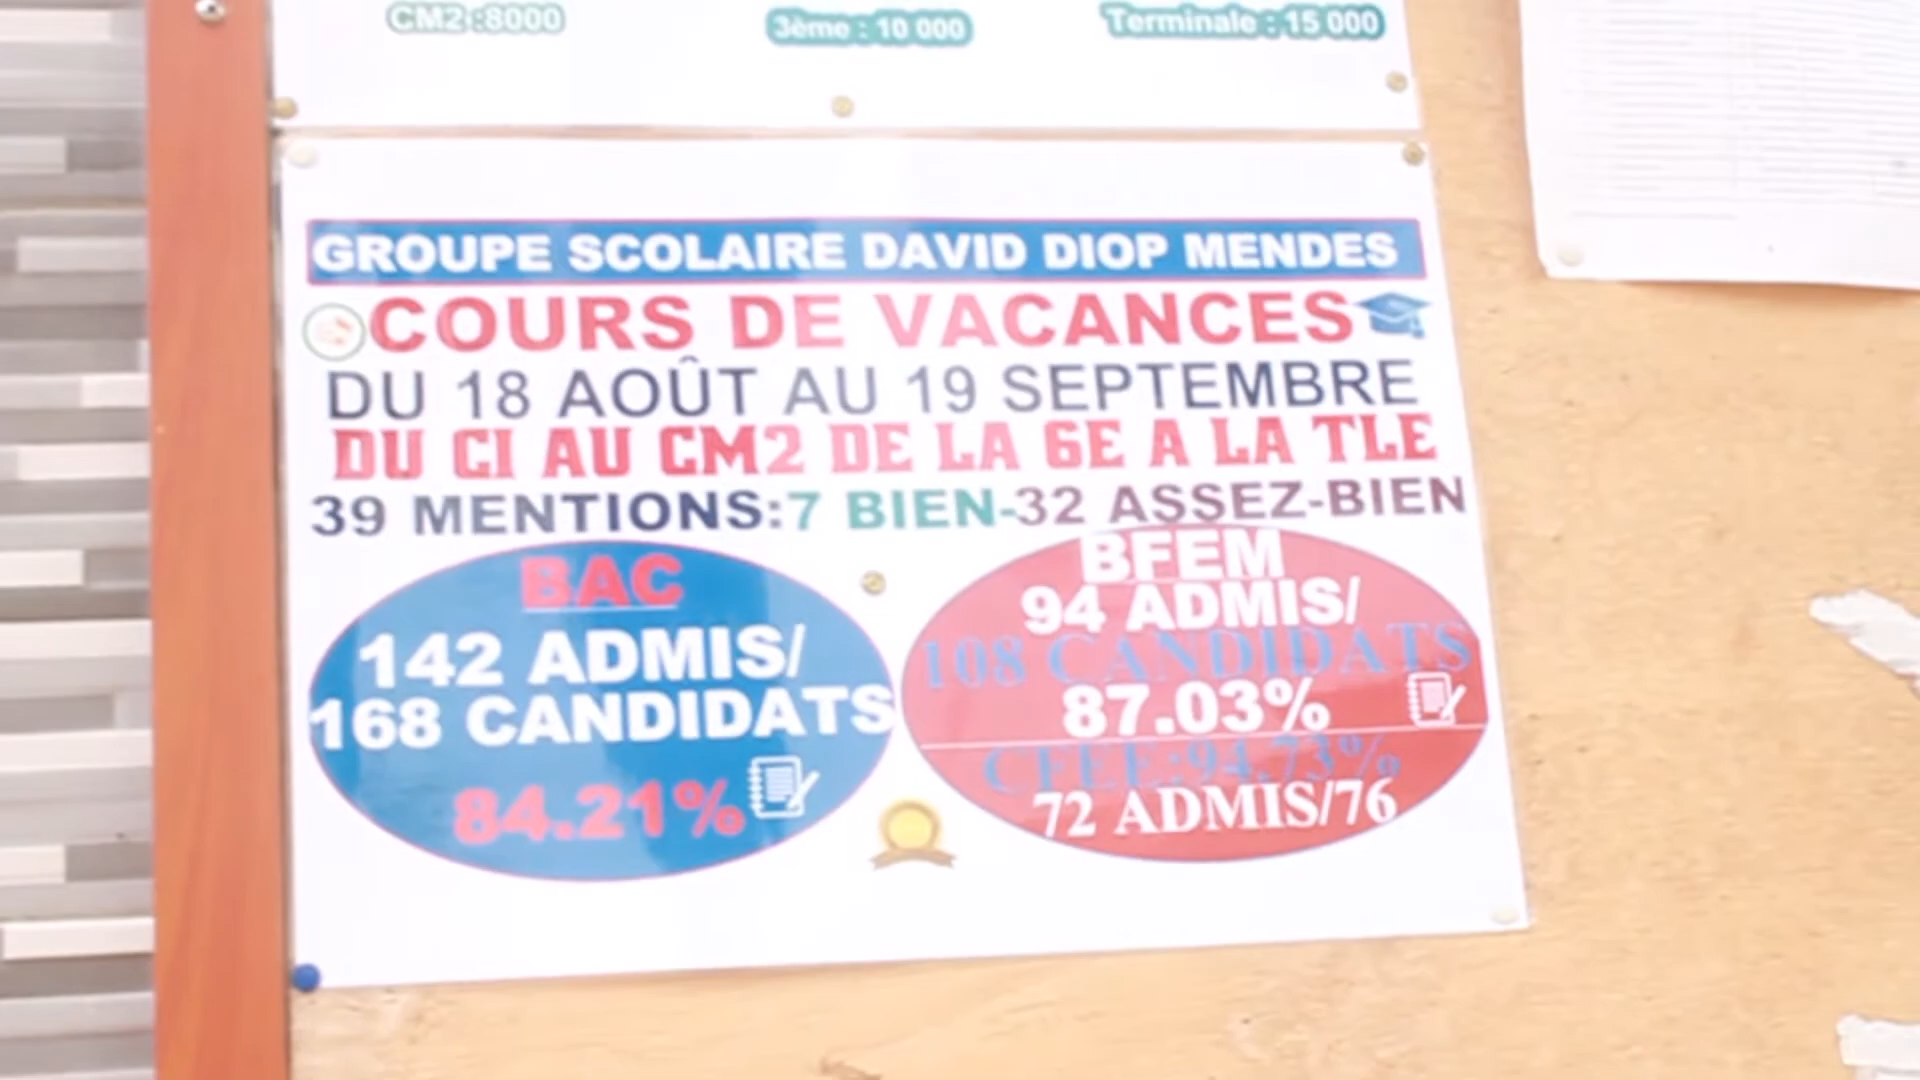 CM2 :8000
3ème : 10 000
Terminale : 15 000
GROUPE SCOLAIRE DAVID DIOP MENDES
COURS DE VACANCES
DU 18 AOÛT AU 19 SEPTEMBRE
DU CI AU CM2 DE LA 6E A LA TLE
39 MENTIONS:7 BIEN-32 ASSEZ-BIEN
BAC
142 ADMIS/
168 CANDIDATS
84.21%
BFEM
94 ADMIS/
108 CANDIDATS
87.03%
CFEE:94.73%
72 ADMIS/76